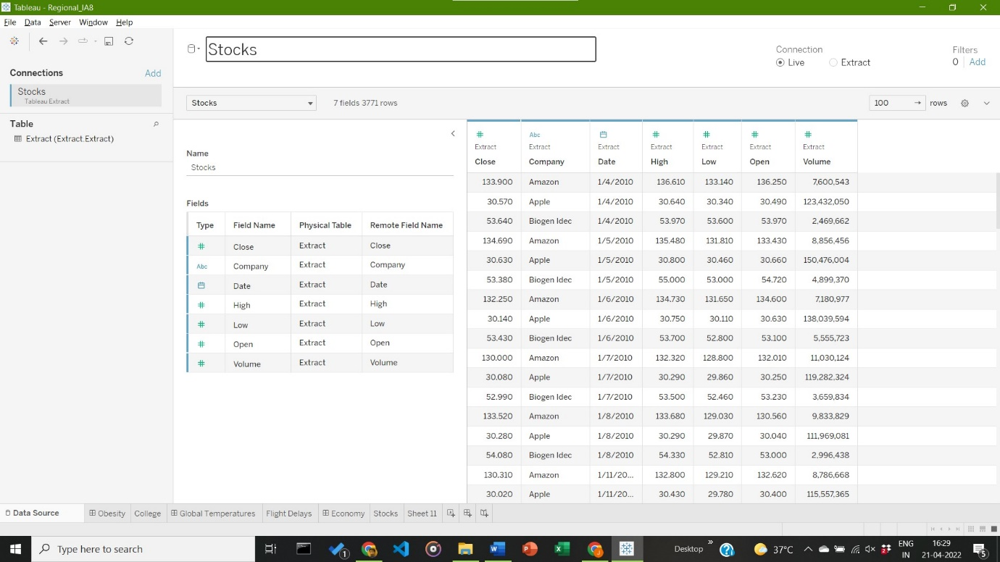 Tableau - Regional_IA8
File Data Server Window Help
Stocks
Connection
Live Extract
Filters
0 Add
Connections Add
Stocks
Tableau Extract
Table
Extract (Extract.Extract)
Stocks 7 fields 3771 rows 100 → rows
Name
Stocks
Fields
Type Field Name Physical Table Remote Field Name
# Close Extract Close
Abc Company Extract Company
Date Extract Date
# High Extract High
# Low Extract Low
# Open Extract Open
# Volume Extract Volume
# Abc # # # #
Extract Extract Extract Extract Extract Extract Extract
Close Company Date High Low Open Volume
133.900 Amazon 1/4/2010 136.610 133.140 136.250 7,600,543
30.570 Apple 1/4/2010 30.640 30.340 30.490 123,432,050
53.640 Biogen Idec 1/4/2010 53.970 53.600 53.970 2,469,662
134.690 Amazon 1/5/2010 135.480 131.810 133.430 8,856,456
30.630 Apple 1/5/2010 30.800 30.460 30.660 150,476,004
53.380 Biogen Idec 1/5/2010 55.000 53.000 54.720 4,899,370
132.250 Amazon 1/6/2010 134.730 131.650 134.600 7,180,977
30.140 Apple 1/6/2010 30.750 30.110 30.630 138,039,594
53.430 Biogen Idec 1/6/2010 53.700 52.800 53.100 5,555,723
130.000 Amazon 1/7/2010 132.320 128.800 132.010 11,030,124
30.080 Apple 1/7/2010 30.290 29.860 30.250 119,282,324
52.990 Biogen Idec 1/7/2010 53.500 52.460 53.230 3,659,834
133.520 Amazon 1/8/2010 133.680 129.030 130.560 9,833,829
30.280 Apple 1/8/2010 30.290 29.870 30.040 111,969,081
54.080 Biogen Idec 1/8/2010 54.330 52.810 53.000 2,996,438
130.310 Amazon 1/11/20... 132.800 129.210 132.620 8,786,668
30.020 Apple 1/11/20... 30.430 29.780 30.400 115,557,365
Data Source Obesity College Global Temperatures Flight Delays Economy Stocks Sheet 11
Type here to search
Desktop » 37°C ENG 16:29
IN 21-04-2022 5